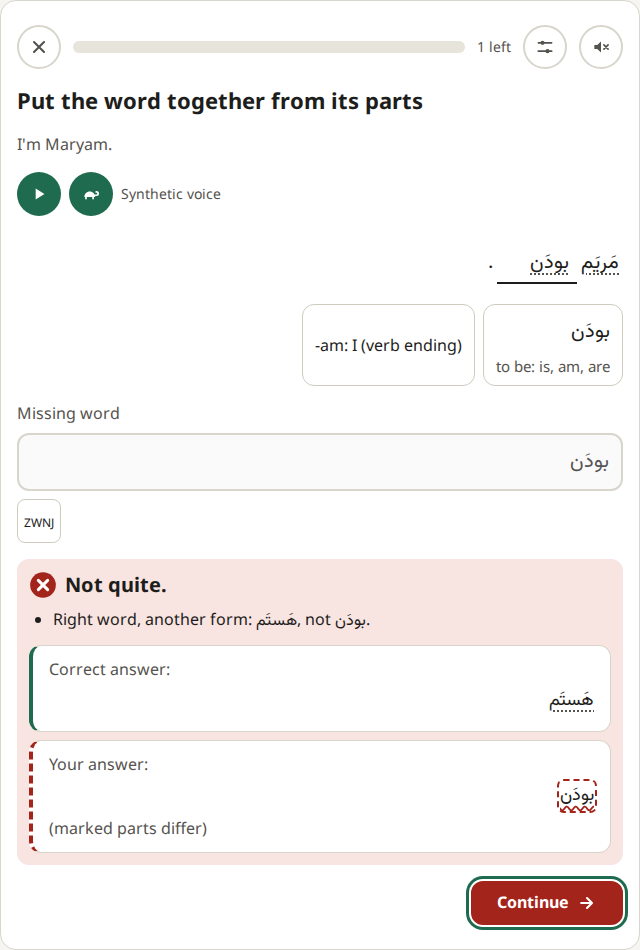 1 left
Put the word together from its parts
I'm Maryam.
Synthetic voice
مَریَم بودَن .
بودَن
to be: is, am, are
-am: I (verb ending)
Missing word
بودَن
ZWNJ
Not quite.
Right word, another form: هَستَم, not بودَن.
Correct answer:
هَستَم
Your answer:
بودَن
(marked parts differ)
Continue